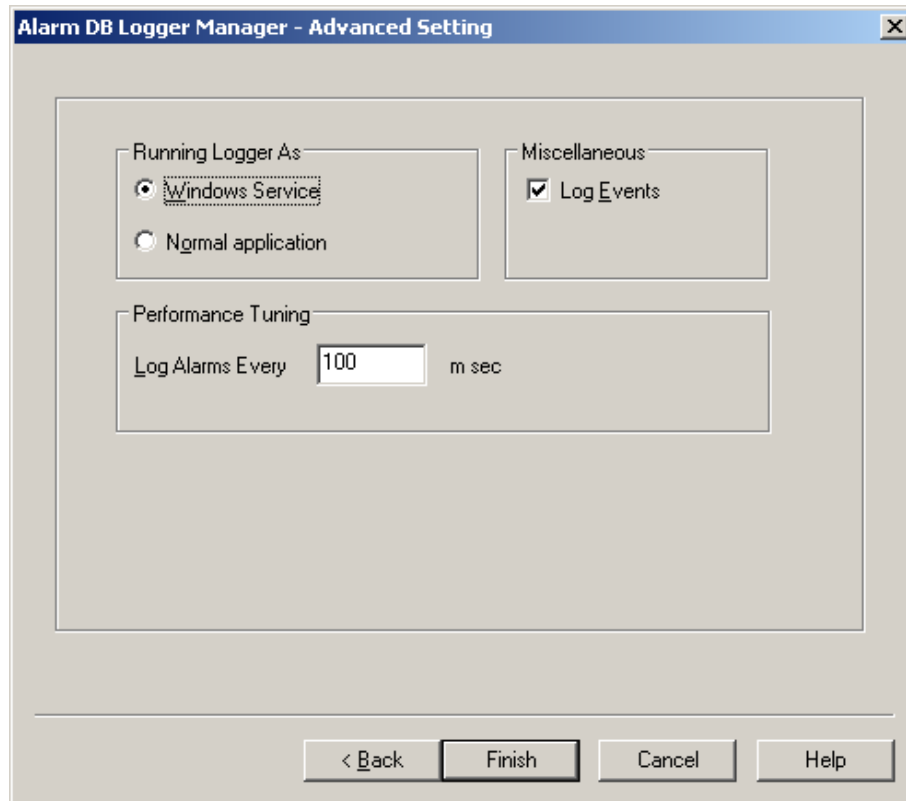 Alarm DB Logger Manager - Advanced Setting
Running Logger As
Windows Service
Normal application
Miscellaneous
Log Events
Performance Tuning
Log Alarms Every 100 m sec
< Back Finish Cancel Help